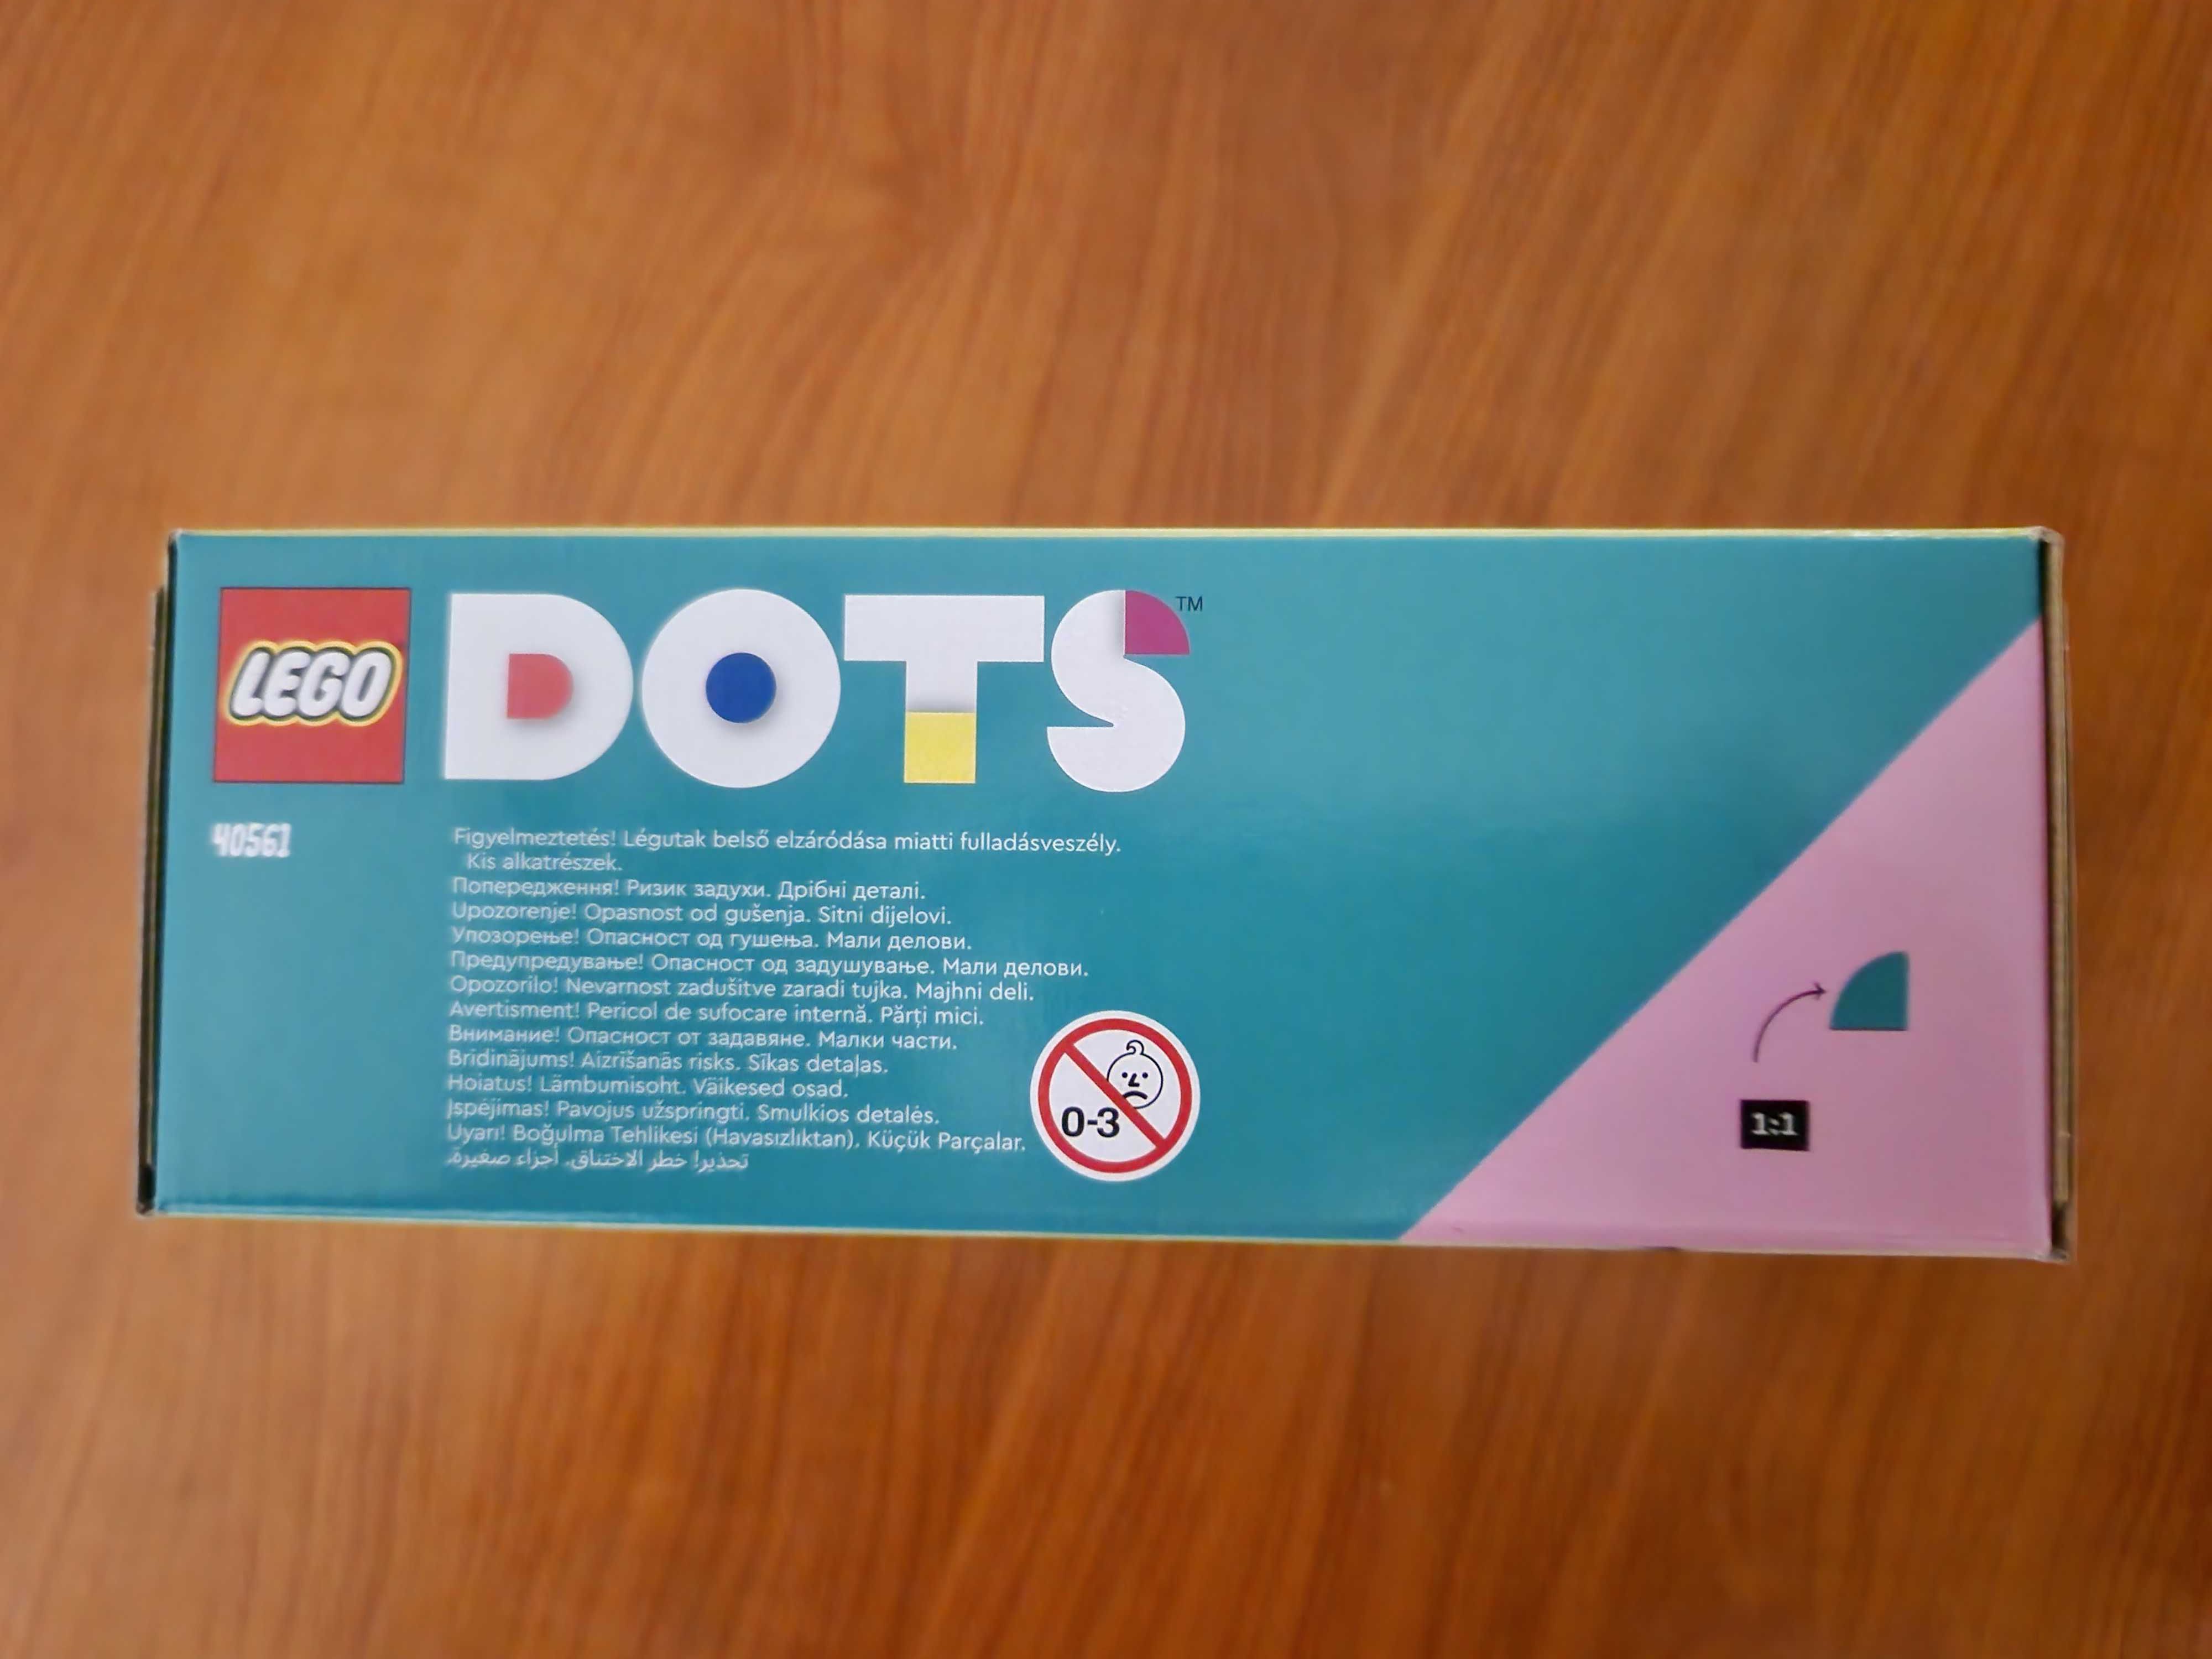 LEGO DOTS™
40561
Figyelmeztetés! Légutak belső elzáródása miatti fulladásveszély.
Kis alkatrészek.
Попередження! Ризик задухи. Дрібні деталі.
Upozorenje! Opasnost od gušenja. Sitni dijelovi.
Упозорење! Опасност од гушења. Мали делови.
Предупредување! Опасност од задушување. Мали делови.
Opozorilo! Nevarnost zadušitve zaradi tujka. Majhni deli.
Avertisment! Pericol de sufocare internă. Părți mici.
Внимание! Опасност от задавяне. Малки части.
Brīdinājums! Aizrīšanās risks. Sīkas detaļas.
Hoiatus! Lämbumisoht. Väikesed osad.
Įspėjimas! Pavojus užspringti. Smulkios detalės.
Uyarı! Boğulma Tehlikesi (Havasızlıktan). Küçük Parçalar.
تحذير! خطر الاختناق. أجزاء صغيرة.
0-3
1:1